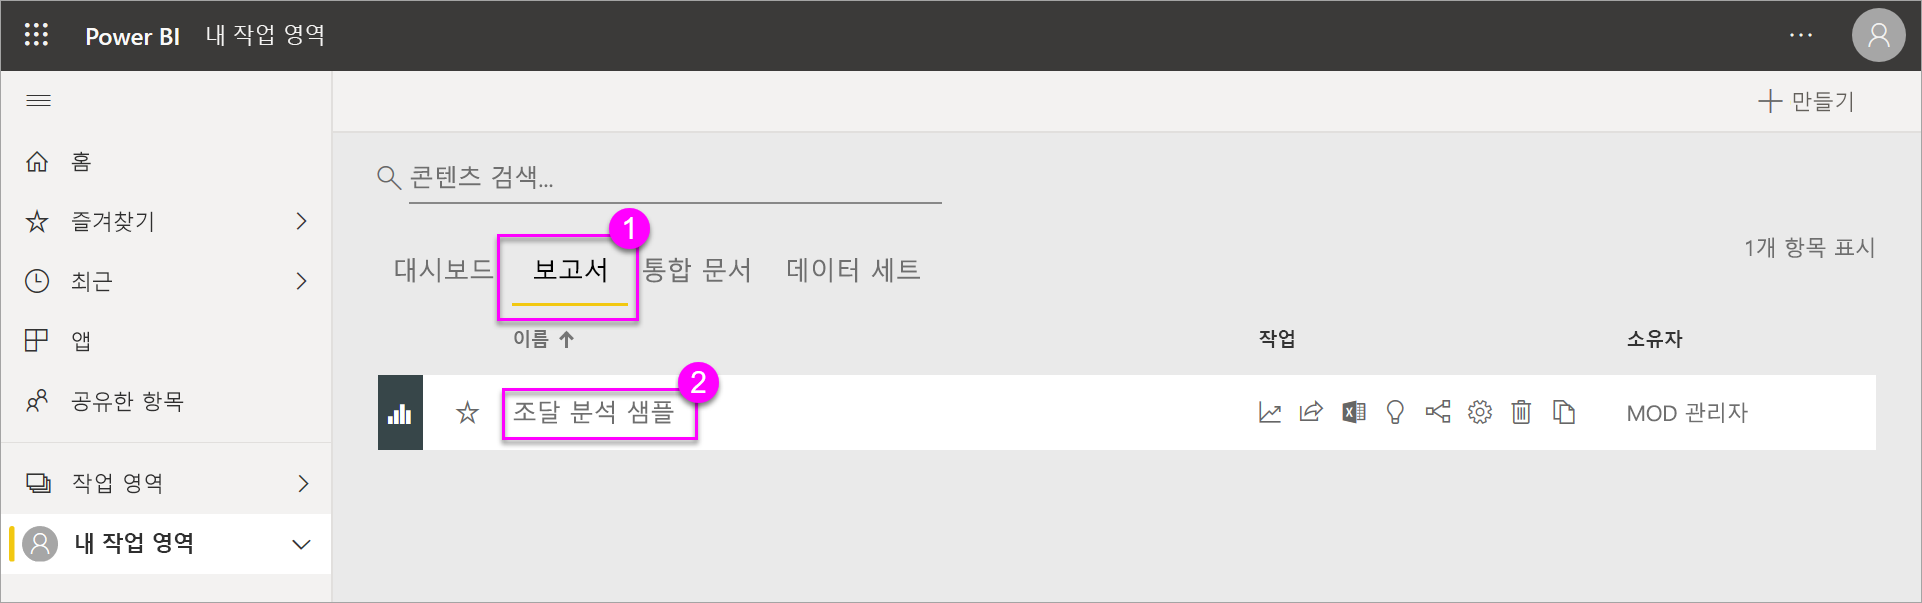 Power BI 내 작업 영역 ...
만들기
홈
즐겨찾기
최근
앱
공유한 항목
작업 영역
내 작업 영역
콘텐츠 검색...
1
대시보드 보고서 통합 문서 데이터 세트
1개 항목 표시
이름 작업 소유자
2
조달 분석 샘플 MOD 관리자